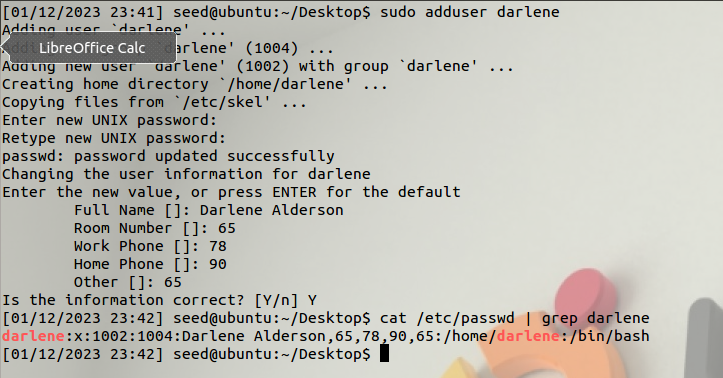 [01/12/2023 23:41] seed@ubuntu:~/Desktop$ sudo adduser darlene
Adding user `darlene' ...
LibreOffice Calc
darlene' (1004) ...
Adding new user `darlene' (1002) with group `darlene' ...
Creating home directory `/home/darlene' ...
Copying files from `/etc/skel' ...
Enter new UNIX password:
Retype new UNIX password:
passwd: password updated successfully
Changing the user information for darlene
Enter the new value, or press ENTER for the default
Full Name []: Darlene Alderson
Room Number []: 65
Work Phone []: 78
Home Phone []: 90
Other []: 65
Is the information correct? [Y/n] Y
[01/12/2023 23:42] seed@ubuntu:~/Desktop$ cat /etc/passwd | grep darlene
darlene:x:1002:1004:Darlene Alderson,65,78,90,65:/home/darlene:/bin/bash
[01/12/2023 23:42] seed@ubuntu:~/Desktop$